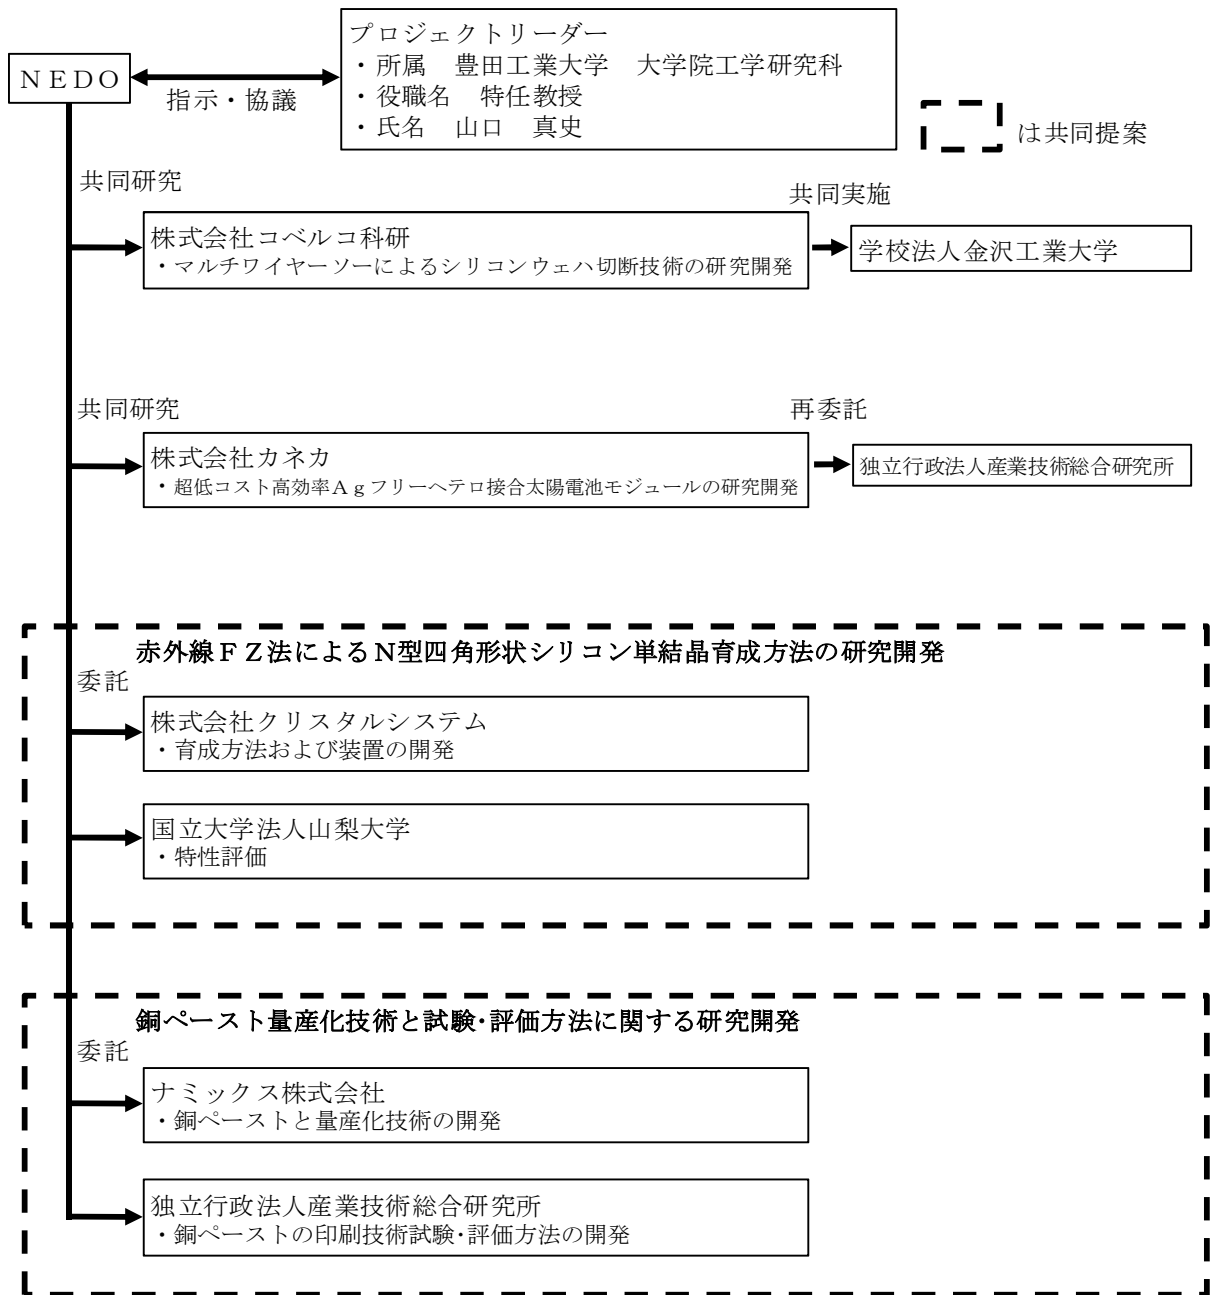 プロジェクトリーダー
・所属　豊田工業大学　大学院工学研究科
・役職名　特任教授
・氏名　山口　真史
ＮＥＤＯ
指示・協議
は共同提案
共同研究
共同実施
株式会社コベルコ科研
・マルチワイヤーソーによるシリコンウェハ切断技術の研究開発
学校法人金沢工業大学
共同研究
再委託
株式会社カネカ
・超低コスト高効率Ａｇフリーヘテロ接合太陽電池モジュールの研究開発
独立行政法人産業技術総合研究所
赤外線ＦＺ法によるＮ型四角形状シリコン単結晶育成方法の研究開発
委託
株式会社クリスタルシステム
・育成方法および装置の開発
国立大学法人山梨大学
・特性評価
銅ペースト量産化技術と試験・評価方法に関する研究開発
委託
ナミックス株式会社
・銅ペーストと量産化技術の開発
独立行政法人産業技術総合研究所
・銅ペーストの印刷技術試験・評価方法の開発